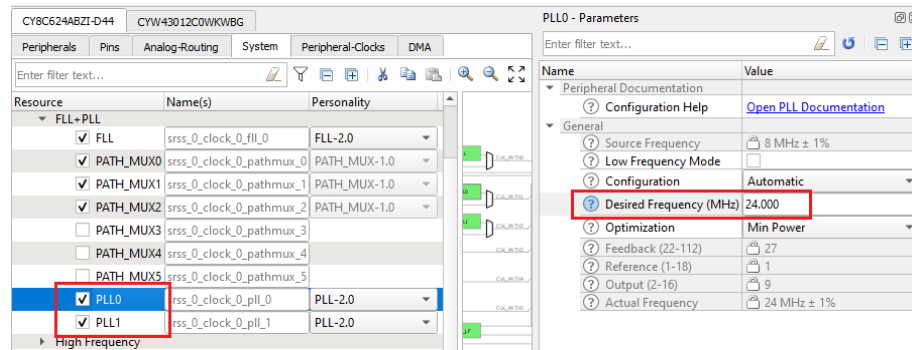 CY8C624ABZI-D44 CYW43012C0WKWBG
Peripherals Pins Analog-Routing System Peripheral-Clocks DMA
Enter filter text...
Resource Name(s) Personality
FLL+PLL
FLL srss_0_clock_0_fll_0 FLL-2.0
PATH_MUX0 srss_0_clock_0_pathmux_0 PATH_MUX-1.0
PATH_MUX1 srss_0_clock_0_pathmux_1 PATH_MUX-1.0
PATH_MUX2 srss_0_clock_0_pathmux_2 PATH_MUX-1.0
PATH_MUX3 srss_0_clock_0_pathmux_3
PATH_MUX4 srss_0_clock_0_pathmux_4
PATH_MUX5 srss_0_clock_0_pathmux_5
PLL0 srss_0_clock_0_pll_0 PLL-2.0
PLL1 srss_0_clock_0_pll_1 PLL-2.0
High Frequency
PLL0 - Parameters
Enter filter text...
Name Value
Peripheral Documentation
Configuration Help Open PLL Documentation
General
Source Frequency 8 MHz ± 1%
Low Frequency Mode
Configuration Automatic
Desired Frequency (MHz) 24.000
Optimization Min Power
Feedback (22-112) 27
Reference (1-18) 1
Output (2-16) 9
Actual Frequency 24 MHz ± 1%